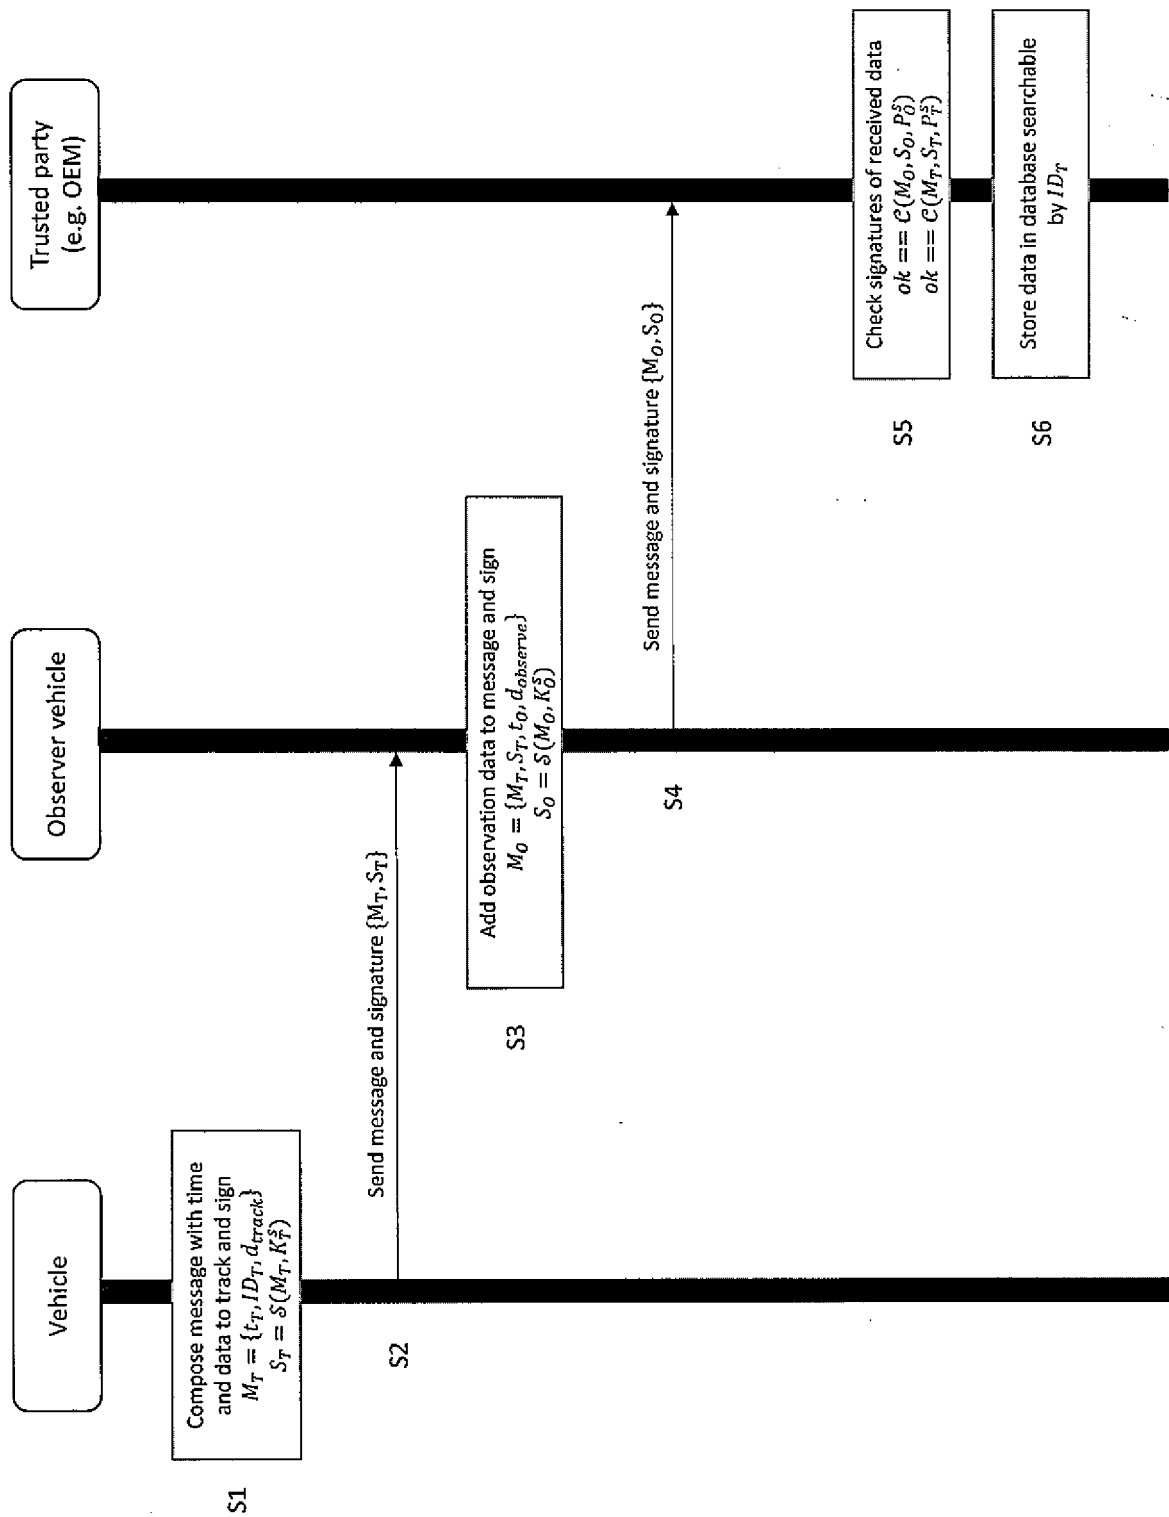 Vehicle
Observer vehicle
Trusted party
(e.g. OEM)
S1
Compose message with time
and data to track and sign
M_T = {t_T, ID_T, d_track}
S_T = 𝒮(M_T, K_T^s)
S2
Send message and signature {M_T, S_T}
S3
Add observation data to message and sign
M_O = {M_T, S_T, t_O, d_observe}
S_O = 𝒮(M_O, K_O^s)
S4
Send message and signature {M_O, S_O}
S5
Check signatures of received data
ok == 𝒞(M_O, S_O, P_O^s)
ok == 𝒞(M_T, S_T, P_T^s)
S6
Store data in database searchable
by ID_T